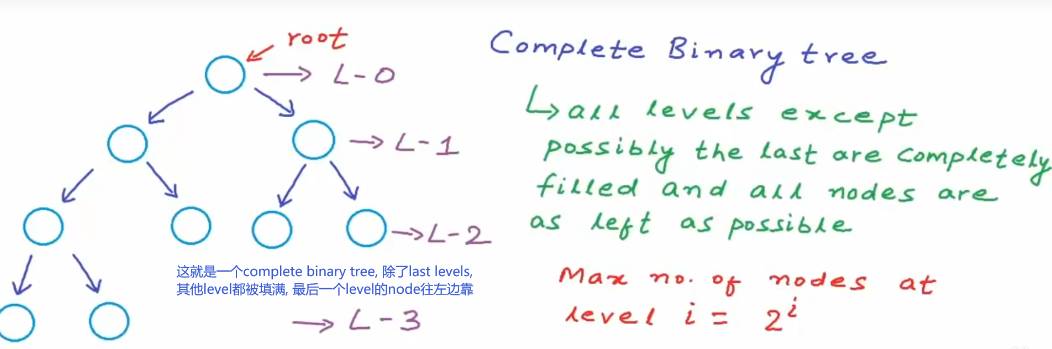 root
L-0
L-1
L-2
L-3
这就是一个complete binary tree, 除了last levels,
其他level都被填满, 最后一个level的node往左边靠
Complete Binary tree
↳ all levels except
possibly the last are completely
filled and all nodes are
as left as possible
Max no. of nodes at
level i = 2^i